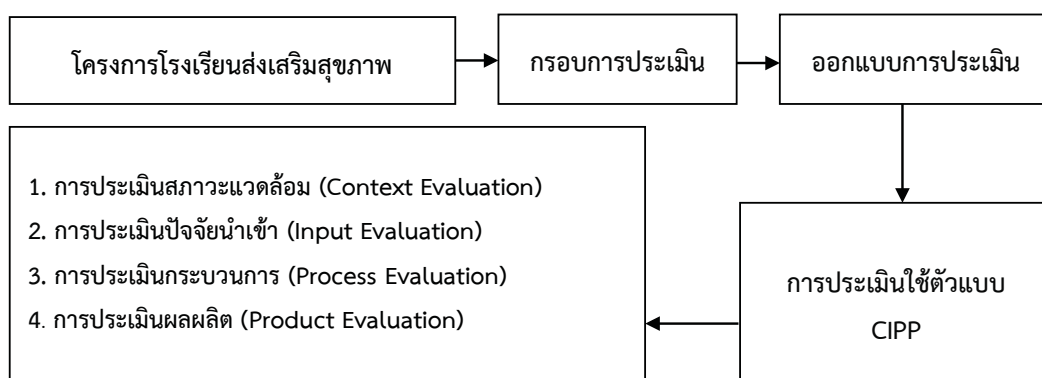 โครงการโรงเรียนส่งเสริมสุขภาพ
กรอบการประเมิน
ออกแบบการประเมิน
การประเมินใช้ตัวแบบ
CIPP
1. การประเมินสภาวะแวดล้อม (Context Evaluation)
2. การประเมินปัจจัยนำเข้า (Input Evaluation)
3. การประเมินกระบวนการ (Process Evaluation)
4. การประเมินผลผลิต (Product Evaluation)